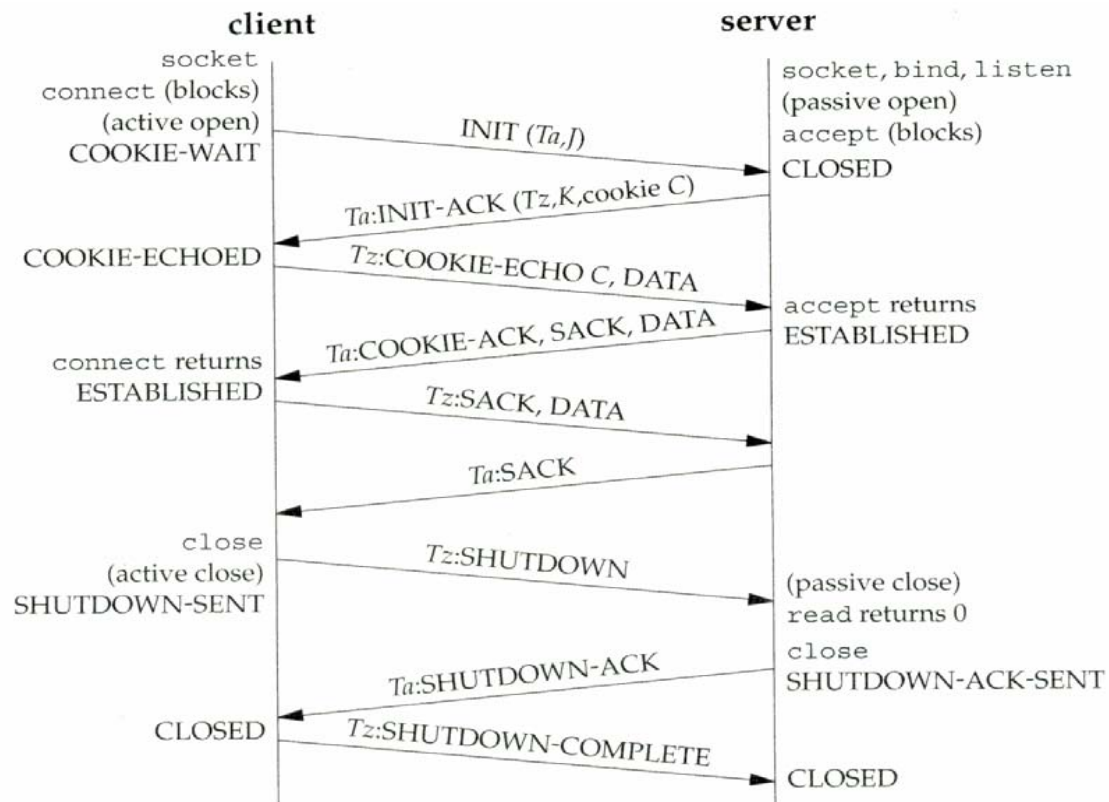 client
server
socket
connect (blocks)
(active open)
COOKIE-WAIT
socket, bind, listen
(passive open)
accept (blocks)
CLOSED
INIT (Ta,J)
Ta:INIT-ACK (Tz,K,cookie C)
COOKIE-ECHOED
Tz:COOKIE-ECHO C, DATA
accept returns
ESTABLISHED
Ta:COOKIE-ACK, SACK, DATA
connect returns
ESTABLISHED
Tz:SACK, DATA
Ta:SACK
close
(active close)
SHUTDOWN-SENT
Tz:SHUTDOWN
(passive close)
read returns 0
close
SHUTDOWN-ACK-SENT
Ta:SHUTDOWN-ACK
CLOSED
Tz:SHUTDOWN-COMPLETE
CLOSED